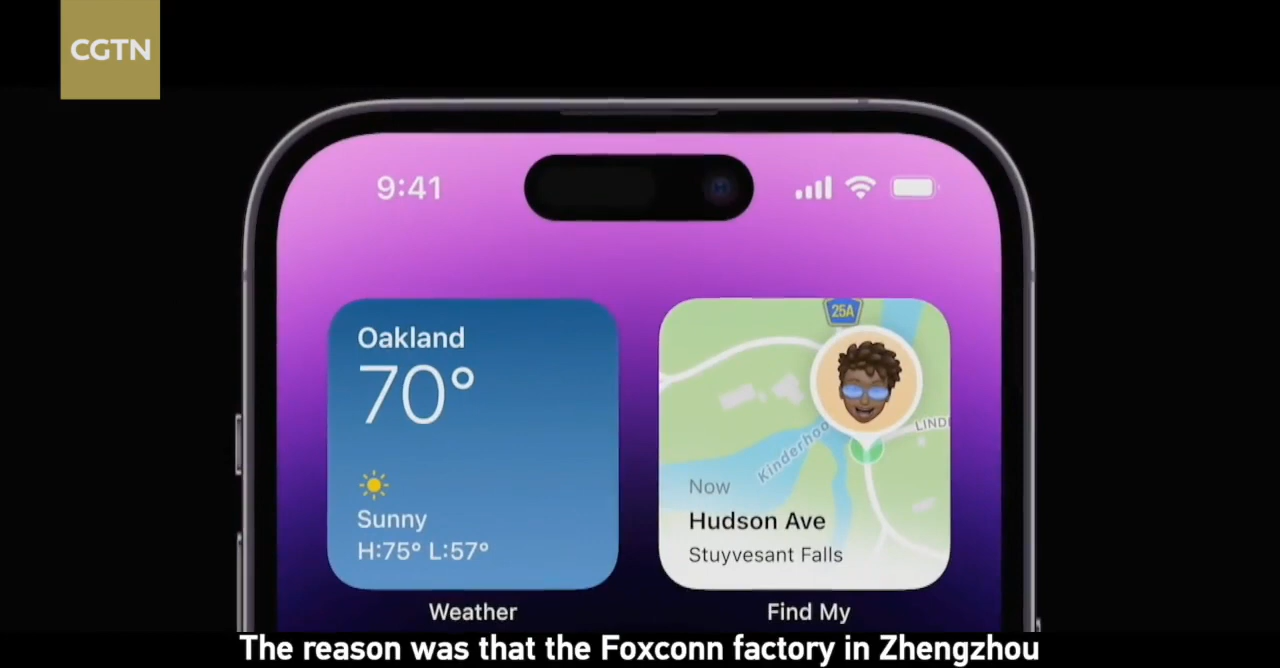 CGTN
9:41
25A
Oakland
70°
LIND
Kinderhoo
Now
Sunny
Hudson Ave
H:75° L:57°
Stuyvesant Falls
Weather
Find My
The reason was that the Foxconn factory in Zhengzhou